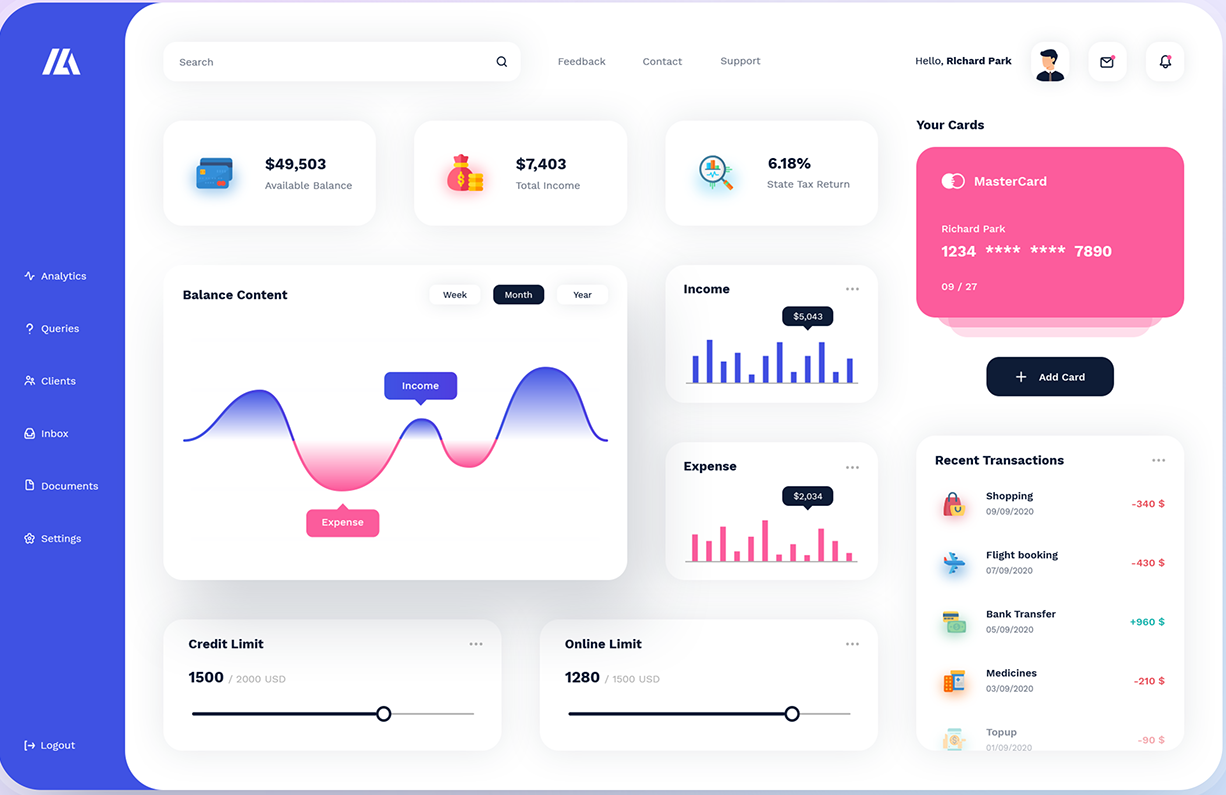 Search
Feedback
Contact
Support
Hello, Richard Park
Analytics
Queries
Clients
Inbox
Documents
Settings
Logout
$49,503
Available Balance
$7,403
Total Income
6.18%
State Tax Return
Balance Content
Week
Month
Year
Income
Expense
Income
$5,043
Expense
$2,034
Credit Limit
1500 / 2000 USD
Online Limit
1280 / 1500 USD
Your Cards
MasterCard
Richard Park
1234 **** **** 7890
09 / 27
+ Add Card
Recent Transactions
Shopping
09/09/2020
-340 $
Flight booking
07/09/2020
-430 $
Bank Transfer
05/09/2020
+960 $
Medicines
03/09/2020
-210 $
Topup
01/09/2020
-90 $